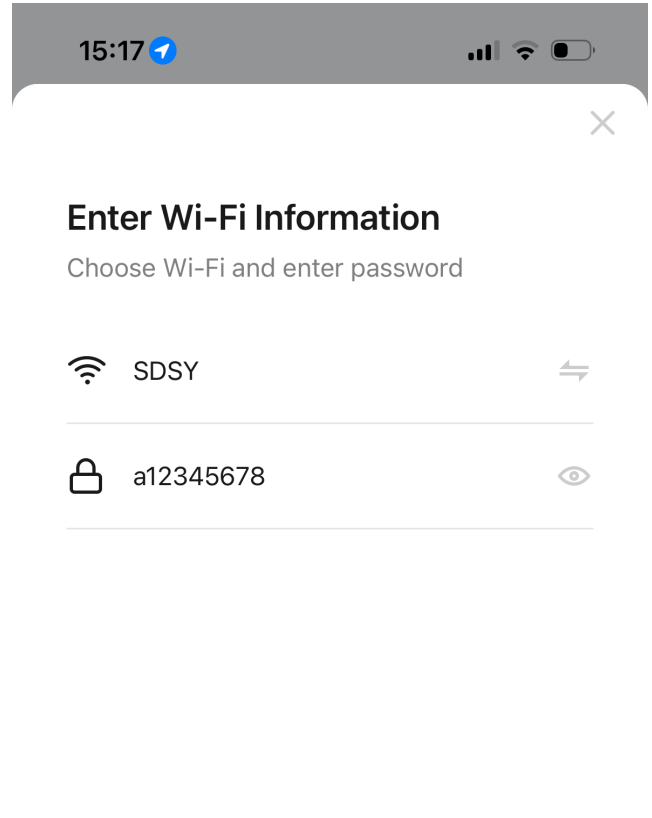 15:17
Enter Wi-Fi Information
Choose Wi-Fi and enter password
SDSY
a12345678